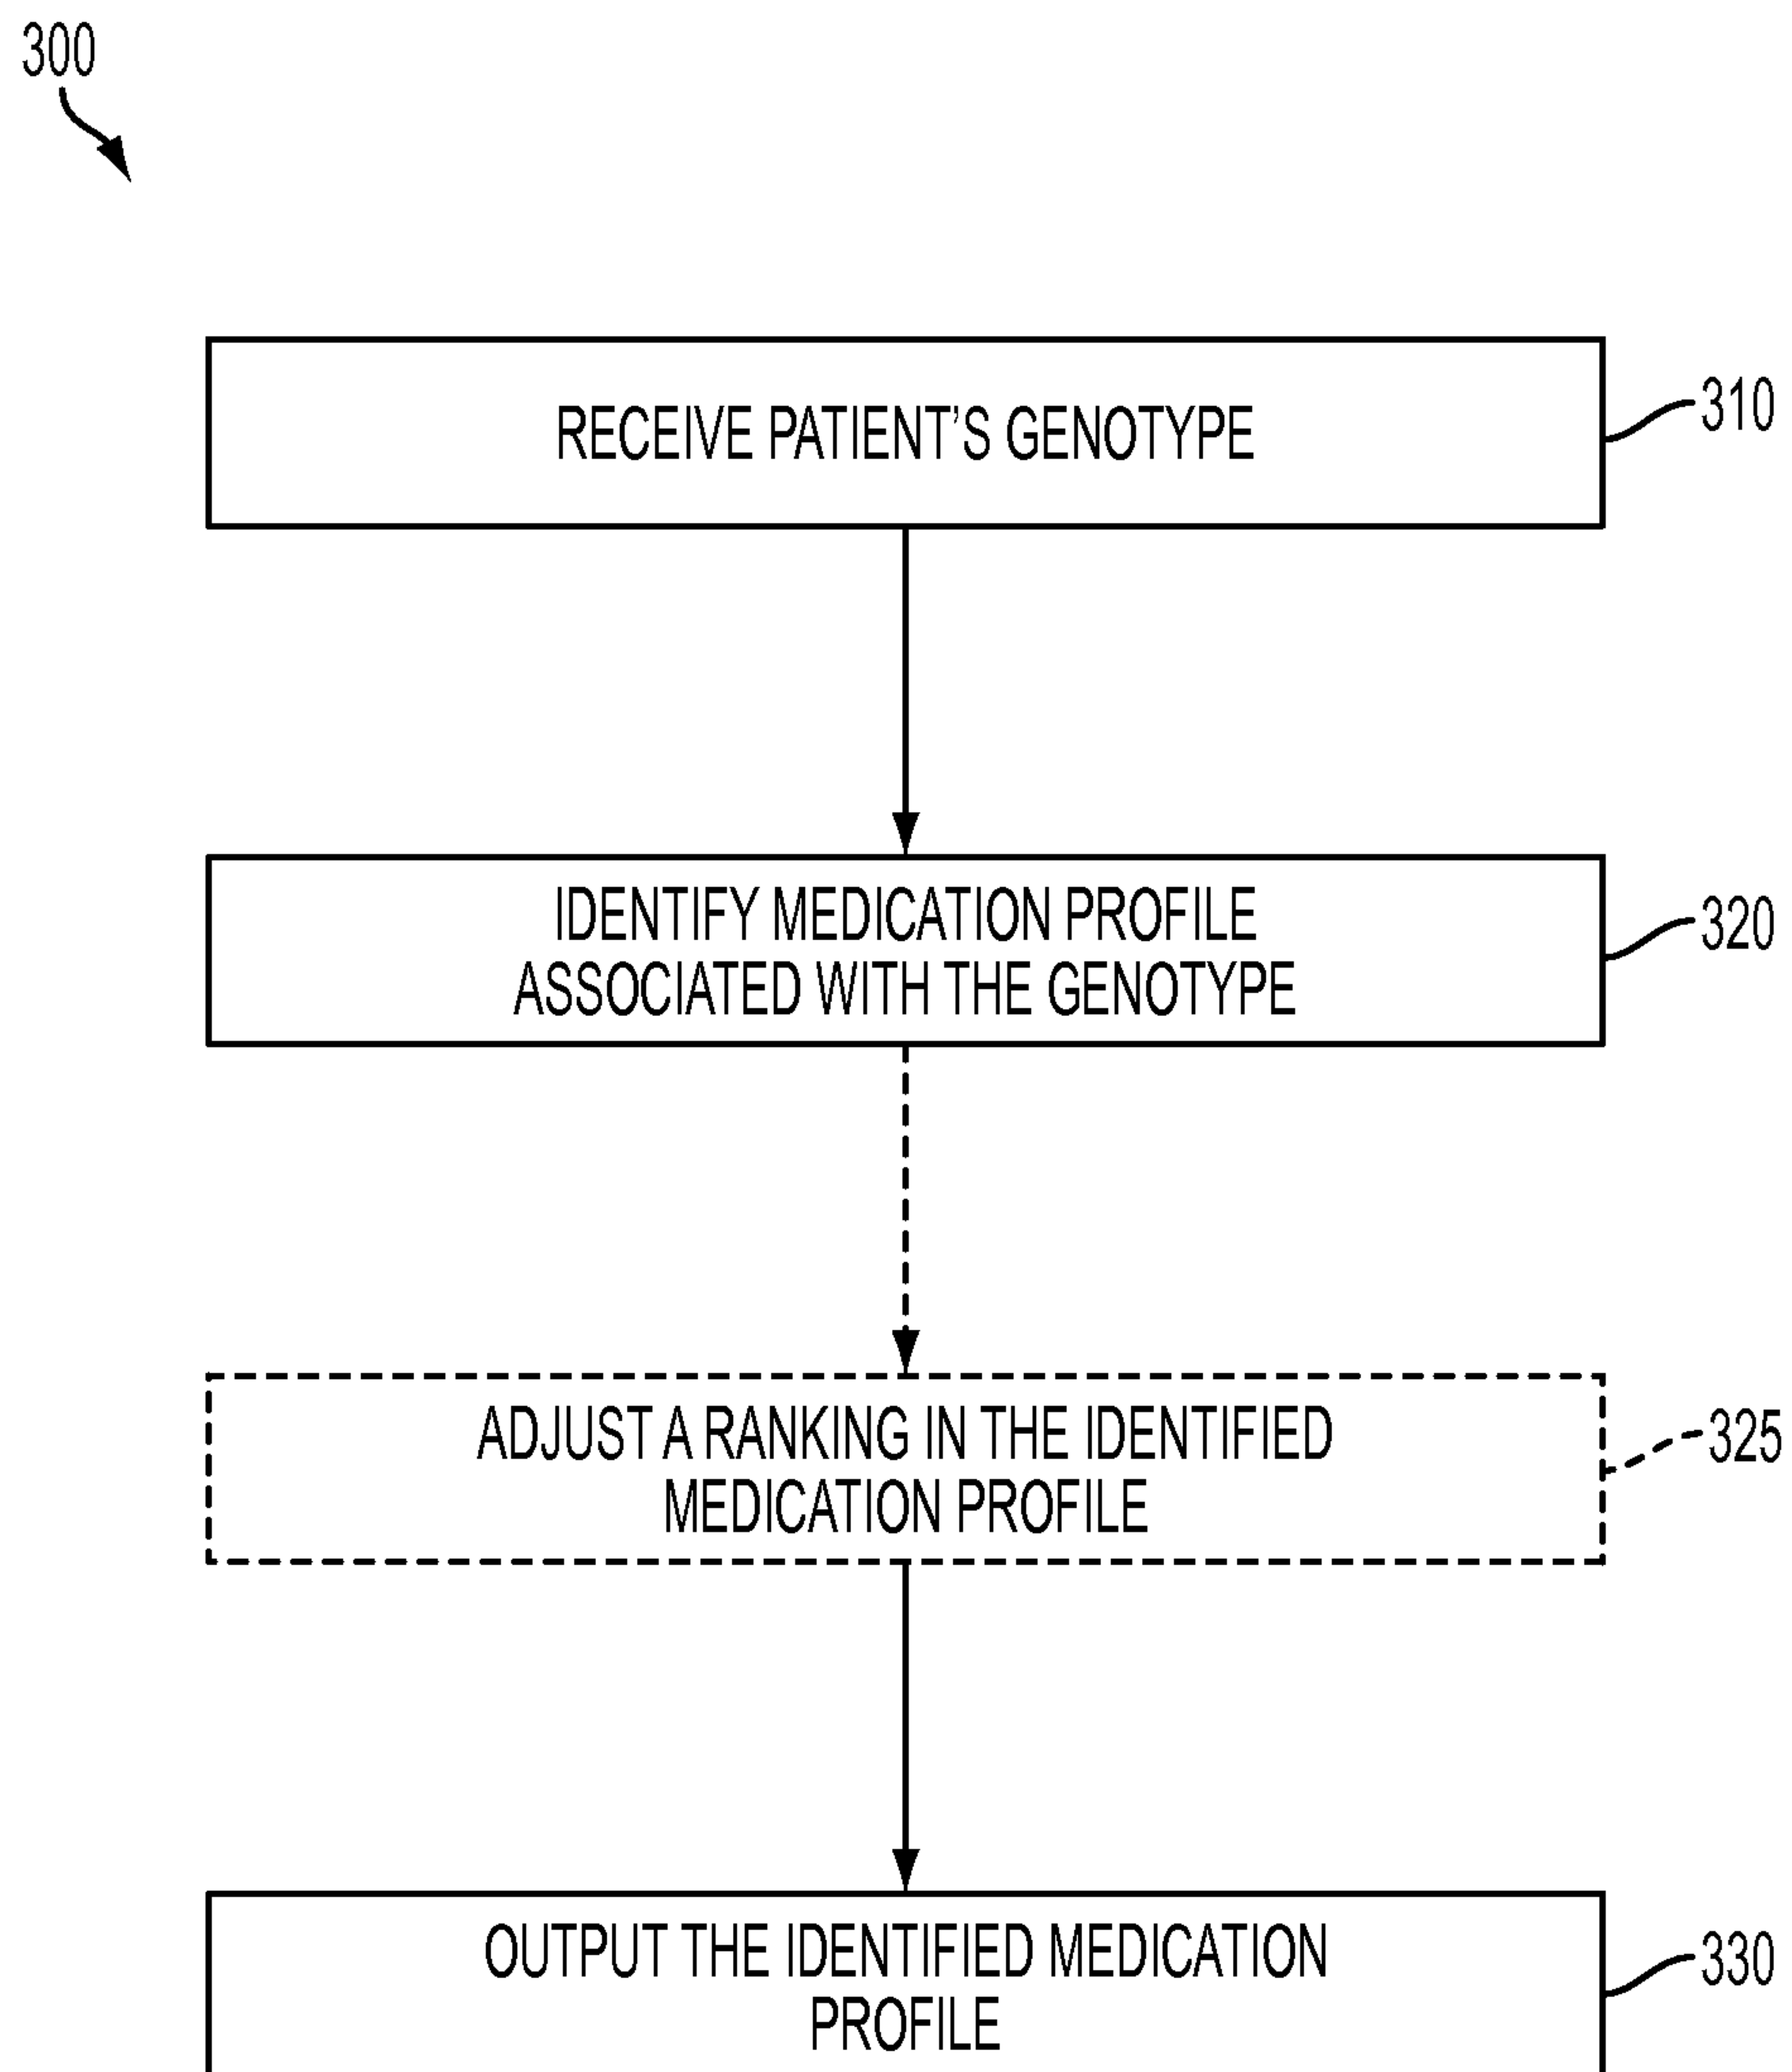 300
RECEIVE PATIENT'S GENOTYPE
310
IDENTIFY MEDICATION PROFILE
ASSOCIATED WITH THE GENOTYPE
320
ADJUST A RANKING IN THE IDENTIFIED
MEDICATION PROFILE
325
OUTPUT THE IDENTIFIED MEDICATION
PROFILE
330